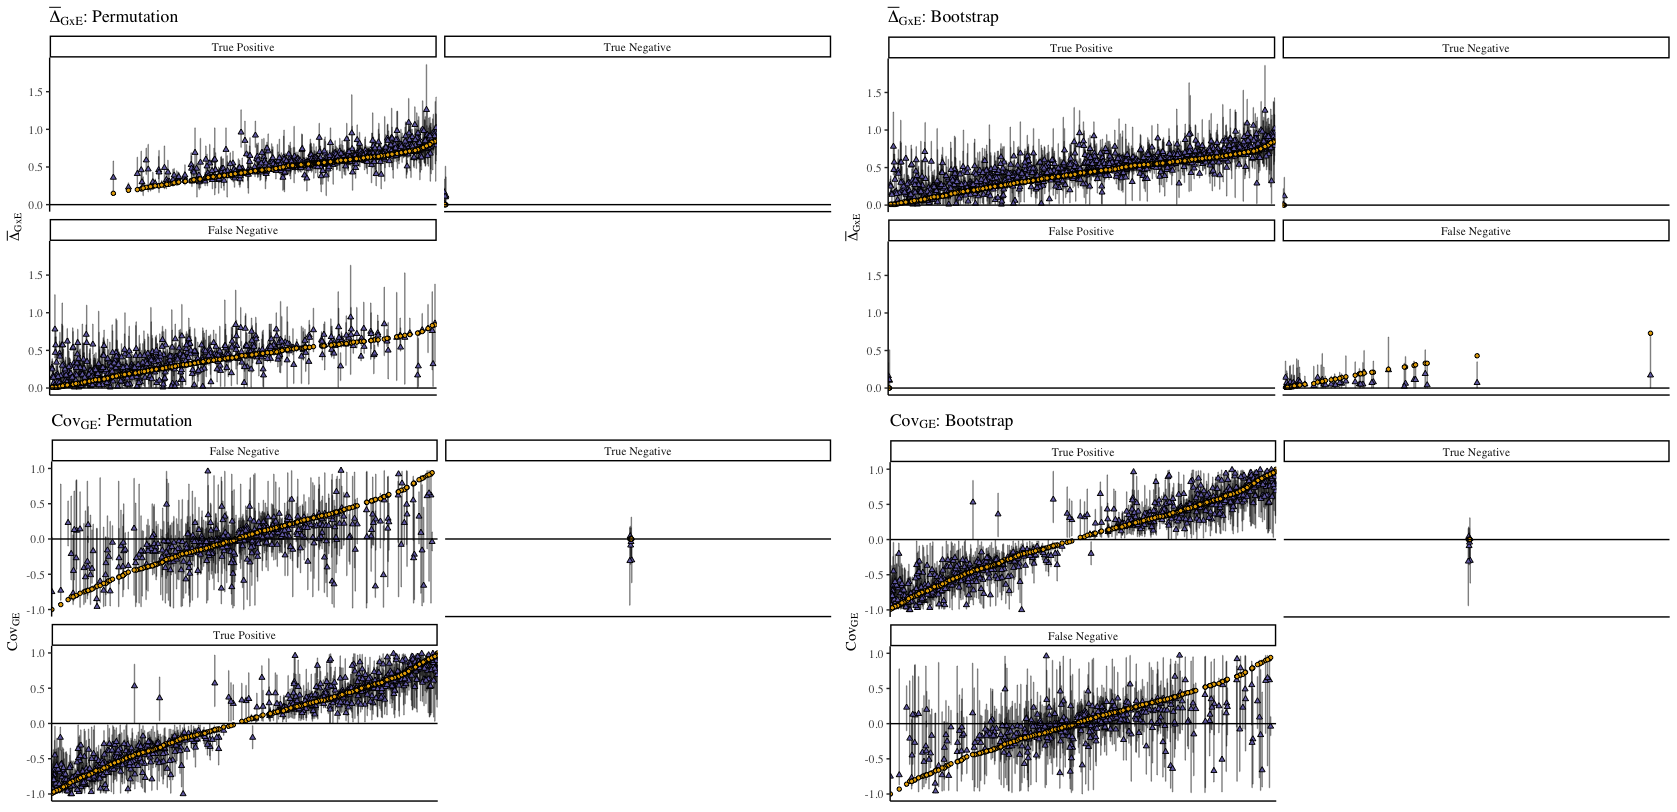 Δ̅GxE: Permutation
True Positive
True Negative
1.5
1.0
0.5
0.0
False Negative
1.5
1.0
0.5
0.0
Δ̅GxE
Δ̅GxE: Bootstrap
True Positive
True Negative
1.5
1.0
0.5
0.0
False Positive
False Negative
1.5
1.0
0.5
0.0
Δ̅GxE
CovGE: Permutation
False Negative
True Negative
1.0
0.5
0.0
-0.5
-1.0
True Positive
1.0
0.5
0.0
-0.5
-1.0
CovGE
CovGE: Bootstrap
True Positive
True Negative
1.0
0.5
0.0
-0.5
-1.0
False Negative
1.0
0.5
0.0
-0.5
-1.0
CovGE